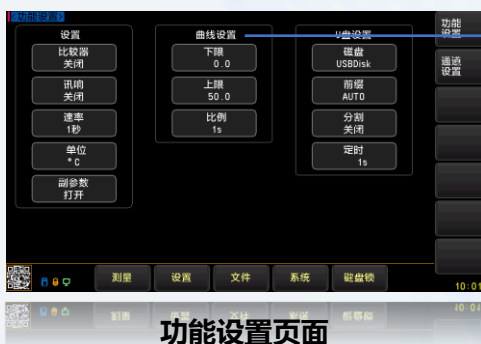 <功能设置>
设置
比较器
关闭
讯响
关闭
速率
1秒
单位
°C
副参数
打开
曲线设置
下限
0.0
上限
50.0
比例
1s
U盘设置
磁盘
USBDisk
前缀
AUTO
分割
关闭
定时
1s
功能
设置
通道
设置
测量
设置
文件
系统
键盘锁
10:01
功能设置页面